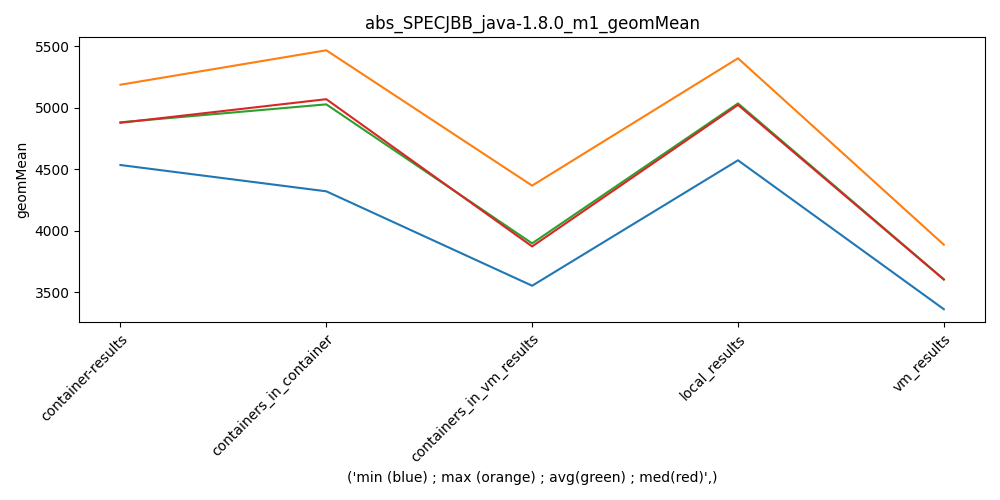 abs_SPECJBB_java-1.8.0_m1_geomMean
geomMean
5500
5000
4500
4000
3500
container-results
containers_in_container
containers_in_vm_results
local_results
vm_results
('min (blue) ; max (orange) ; avg(green) ; med(red)',)